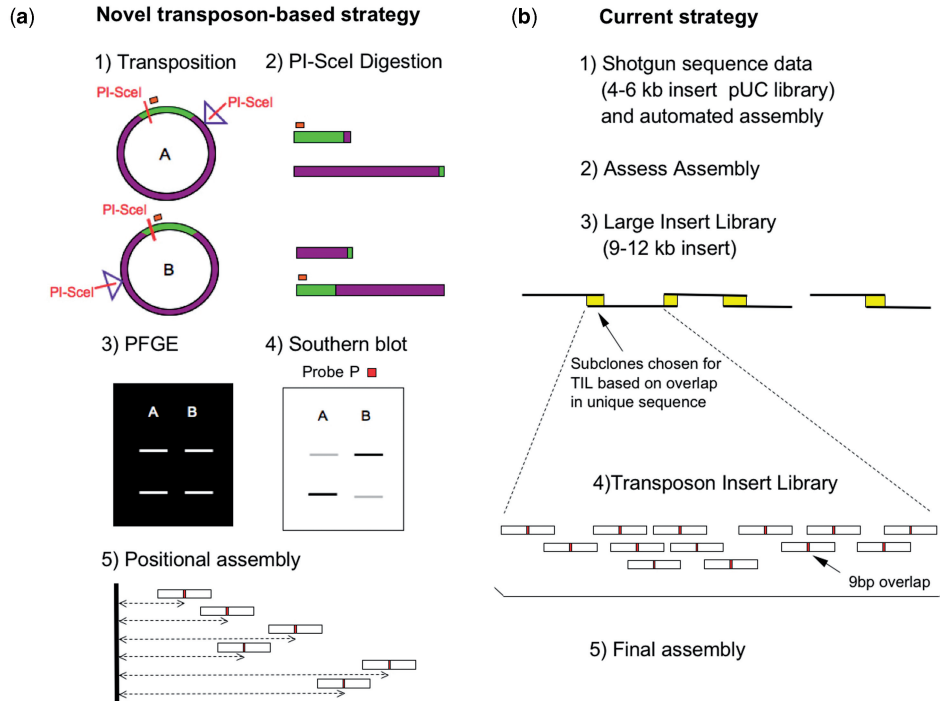 (a) Novel transposon-based strategy
1) Transposition
2) PI-SceI Digestion
PI-SceI
PI-SceI
A
PI-SceI
B
PI-SceI
3) PFGE
4) Southern blot
Probe P
A B
A B
5) Positional assembly
(b) Current strategy
1) Shotgun sequence data
(4-6 kb insert pUC library)
and automated assembly
2) Assess Assembly
3) Large Insert Library
(9-12 kb insert)
Subclones chosen for
TIL based on overlap
in unique sequence
4)Transposon Insert Library
9bp overlap
5) Final assembly